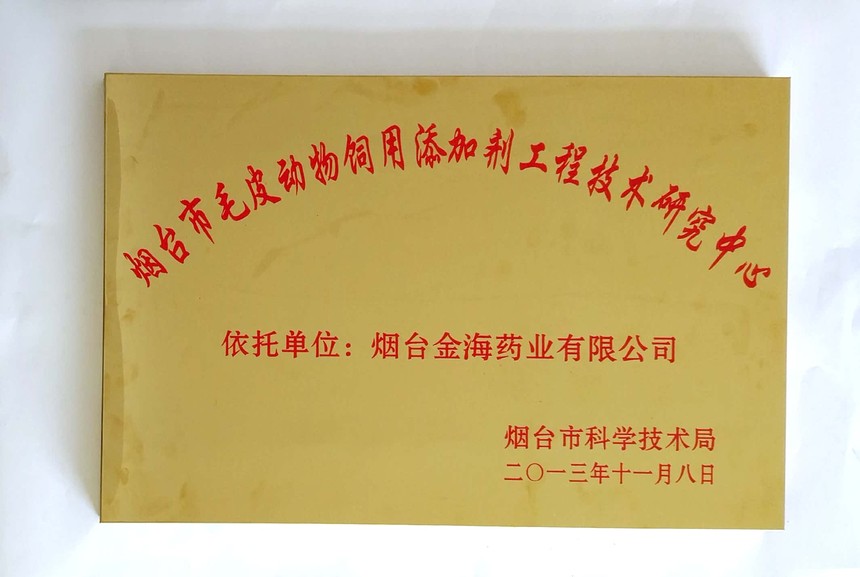 烟台市毛皮动物饲用添加剂工程技术研究中心
依托单位：烟台金海药业有限公司
烟台市科学技术局
二〇一三年十一月八日